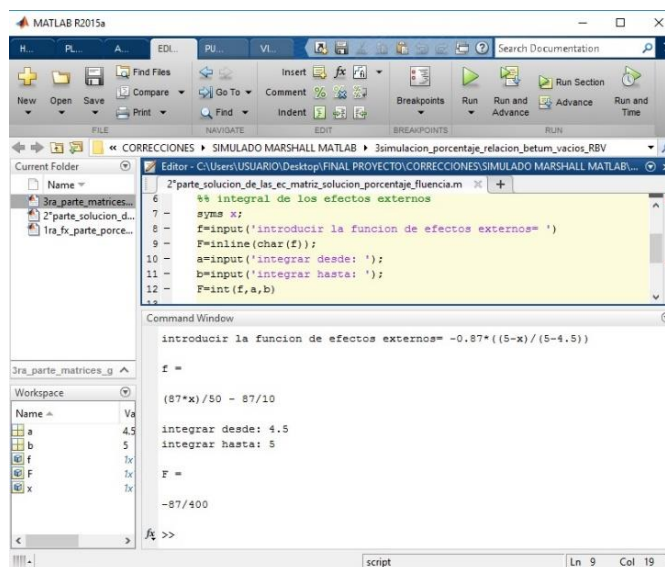 MATLAB R2015a
H... PL... A... EDI... PU... VI... Search Documentation
New Open Save Find Files Compare Print
Go To Find
Insert fx Comment Indent
Breakpoints Run Run and Advance Run Section Advance Run and Time
FILE NAVIGATE EDIT BREAKPOINTS RUN
« CORRECCIONES ▸ SIMULADO MARSHALL MATLAB ▸ 3simulacion_porcentaje_relacion_betum_vacios_RBV
Current Folder
Name
3ra_parte_matrices...
2°parte_solucion_d...
1ra_fx_parte_porce...
3ra_parte_matrices_g
Workspace
Name Va
a 4.5
b 5
f 1x
F 1x
x 1x
Editor - C:\Users\USUARIO\Desktop\FINAL PROYECTO\CORRECCIONES\SIMULADO MARSHALL MATLAB\...
2°parte_solucion_de_las_ec_matriz_solucion_porcentaje_fluencia.m
6 %% integral de los efectos externos
7 - syms x;
8 - f=input('introducir la funcion de efectos externos= ')
9 - F=inline(char(f));
10 - a=input('integrar desde: ');
11 - b=input('integrar hasta: ');
12 - F=int(f,a,b)
Command Window
introducir la funcion de efectos externos= -0.87*((5-x)/(5-4.5))
f =
(87*x)/50 - 87/10
integrar desde: 4.5
integrar hasta: 5
F =
-87/400
fx >>
script Ln 9 Col 19